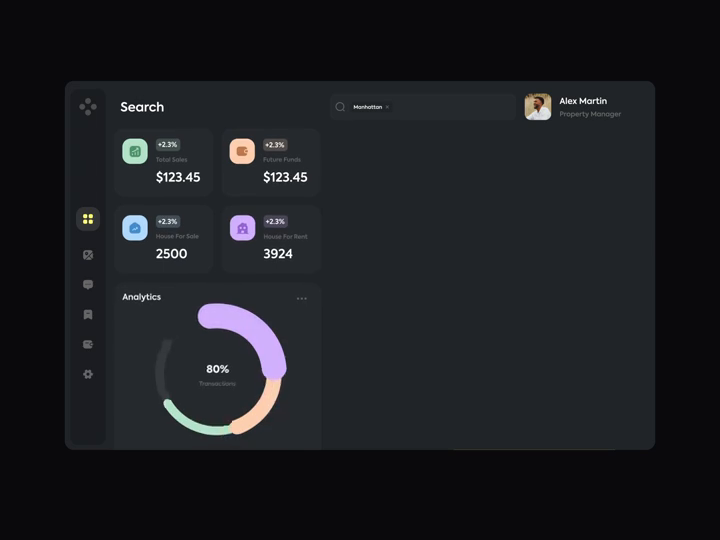 Search
Manhattan ×
Alex Martin
Property Manager
+2.3%
Total Sales
$123.45
+2.3%
Future Funds
$123.45
+2.3%
House For Sale
2500
+2.3%
House For Rent
3924
Analytics
80%
Transactions